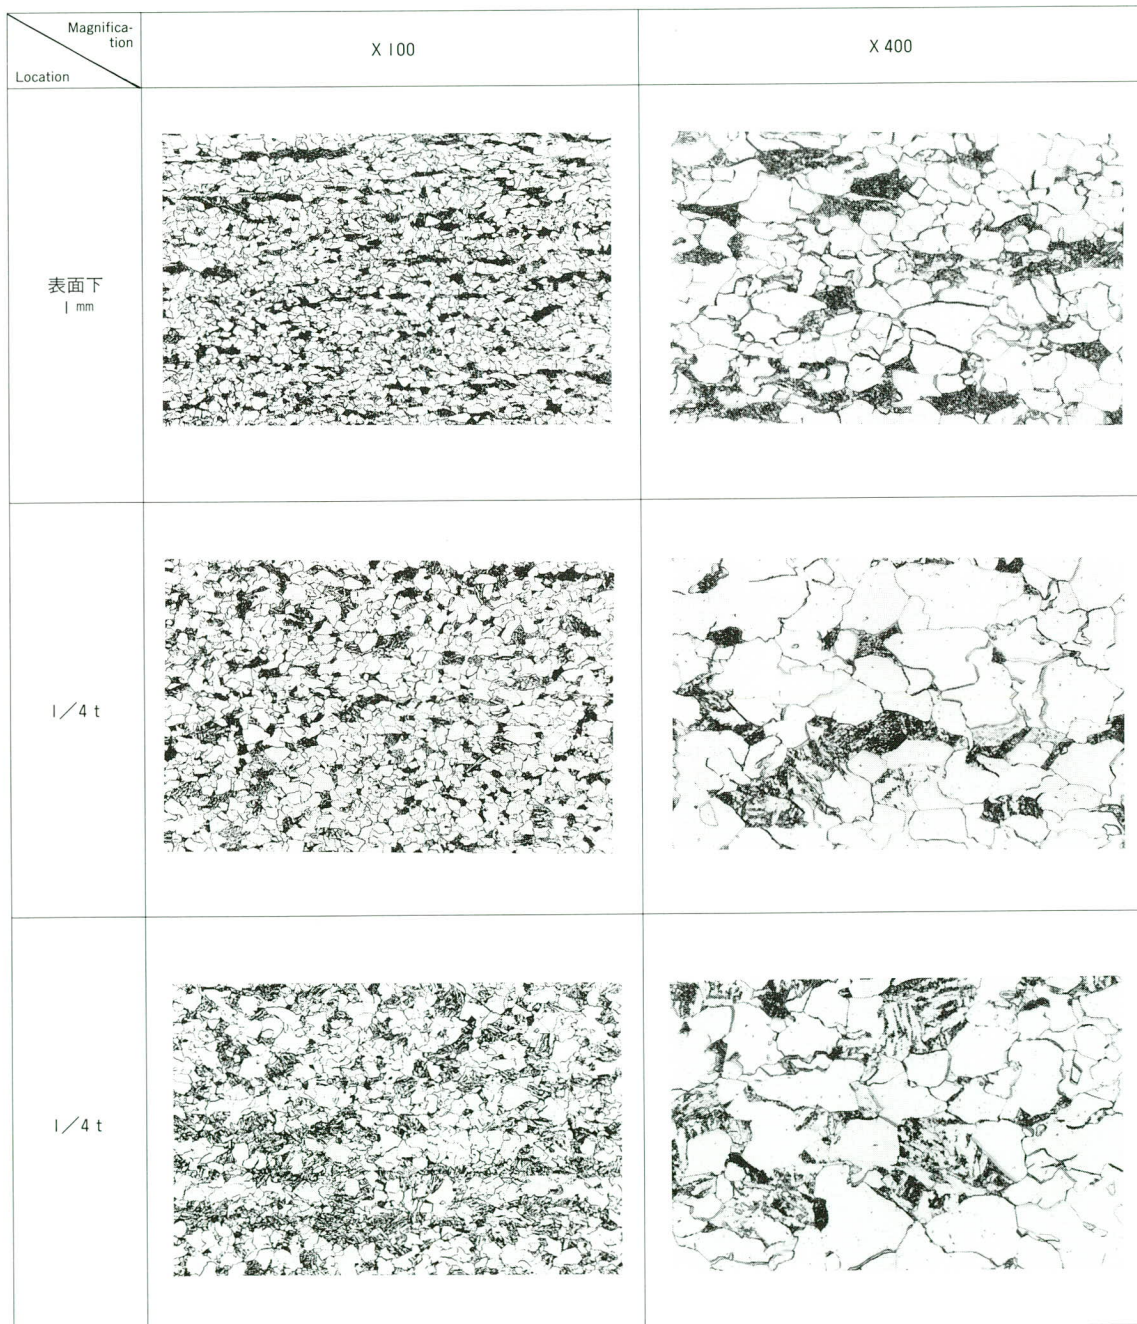 Magnifica-
tion
Location
X 100
X 400
表面下
1 mm
1/4 t
1/4 t